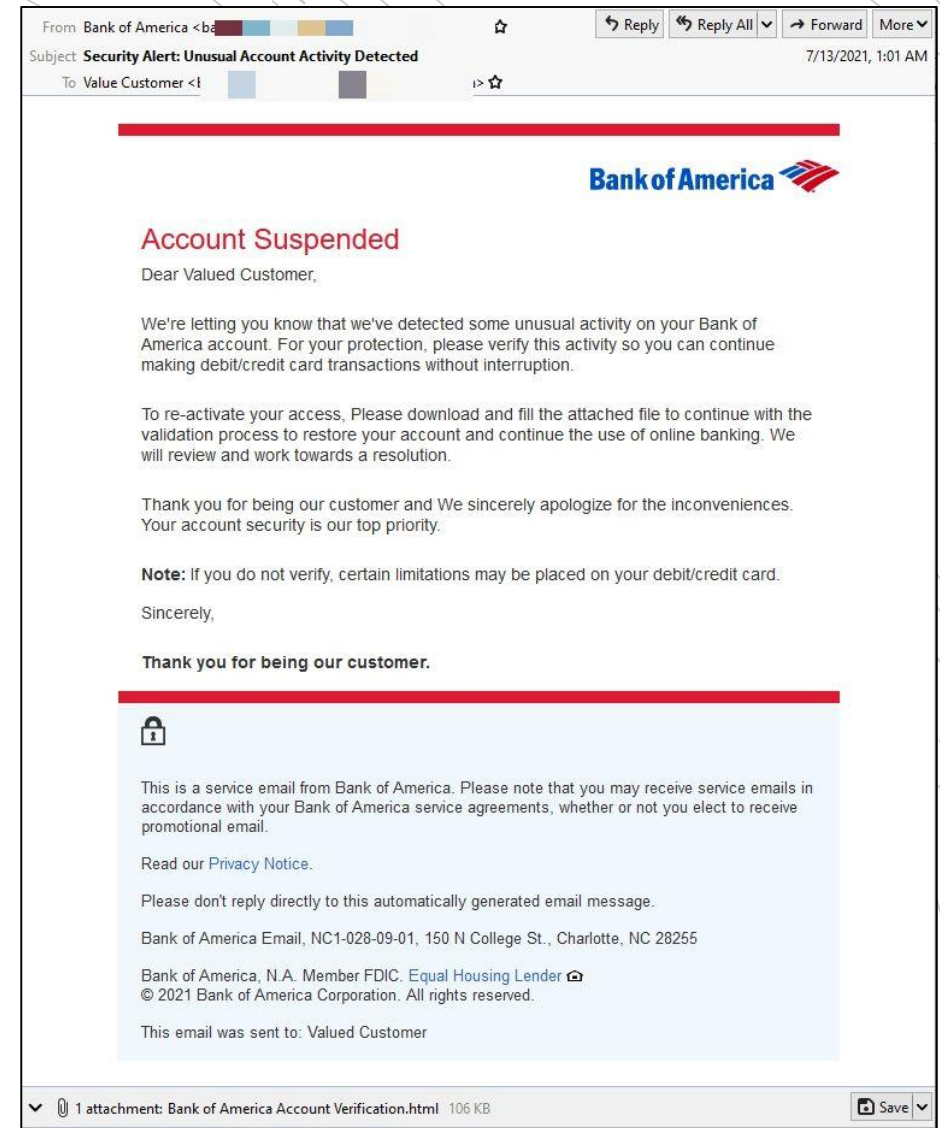 From Bank of America <ba
Reply Reply All Forward More
Subject Security Alert: Unusual Account Activity Detected 7/13/2021, 1:01 AM
To Value Customer <
Bank of America
Account Suspended
Dear Valued Customer,
We're letting you know that we've detected some unusual activity on your Bank of
America account. For your protection, please verify this activity so you can continue
making debit/credit card transactions without interruption.
To re-activate your access, Please download and fill the attached file to continue with the
validation process to restore your account and continue the use of online banking. We
will review and work towards a resolution.
Thank you for being our customer and We sincerely apologize for the inconveniences.
Your account security is our top priority.
Note: If you do not verify, certain limitations may be placed on your debit/credit card.
Sincerely,
Thank you for being our customer.
This is a service email from Bank of America. Please note that you may receive service emails in
accordance with your Bank of America service agreements, whether or not you elect to receive
promotional email.
Read our Privacy Notice.
Please don't reply directly to this automatically generated email message.
Bank of America Email, NC1-028-09-01, 150 N College St., Charlotte, NC 28255
Bank of America, N.A. Member FDIC. Equal Housing Lender
© 2021 Bank of America Corporation. All rights reserved.
This email was sent to: Valued Customer
1 attachment: Bank of America Account Verification.html 106 KB Save